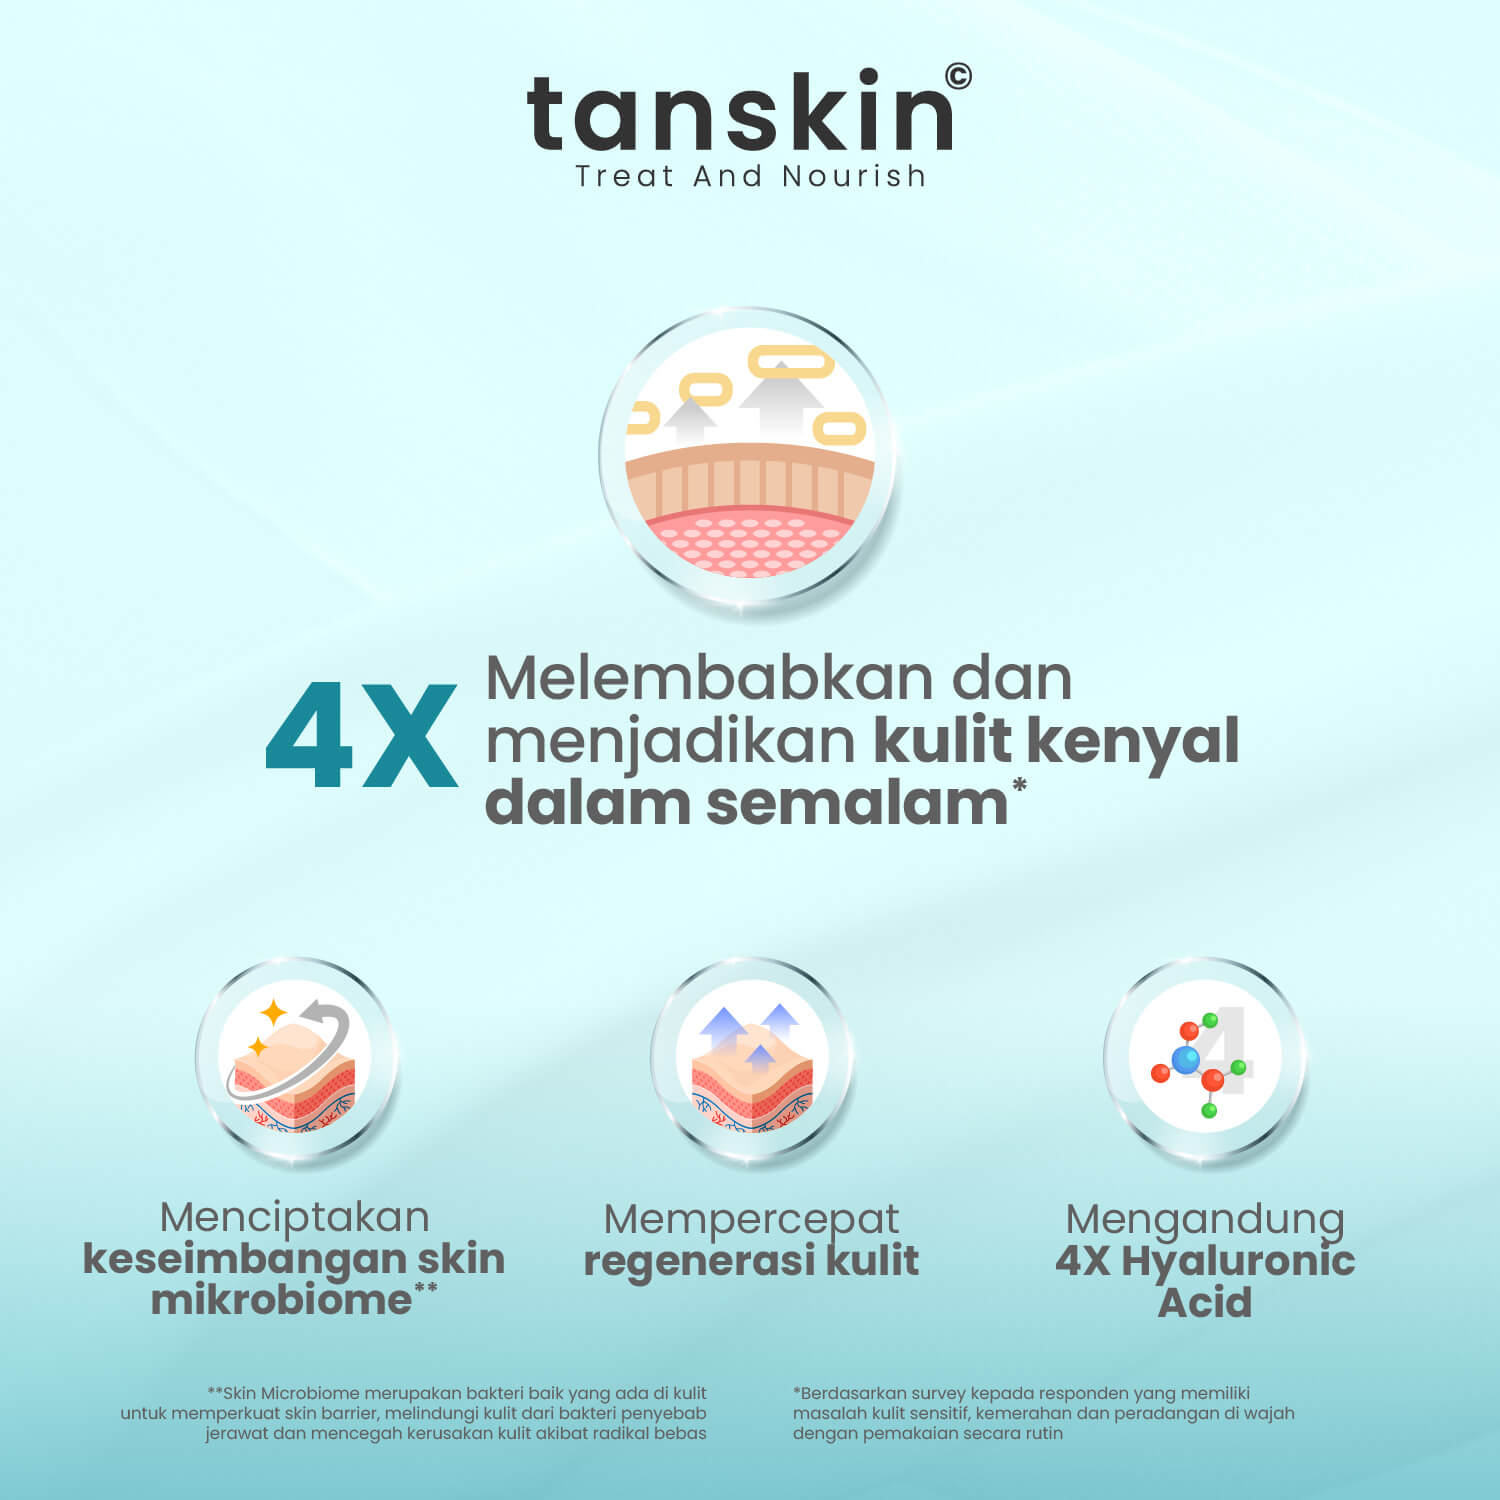 tanskin©
Treat And Nourish
4X
Melembabkan dan
menjadikan kulit kenyal
dalam semalam*
4
Menciptakan
keseimbangan skin
mikrobiome**
Mempercepat
regenerasi kulit
Mengandung
4X Hyaluronic
Acid
**Skin Microbiome merupakan bakteri baik yang ada di kulit
untuk memperkuat skin barrier, melindungi kulit dari bakteri penyebab
jerawat dan mencegah kerusakan kulit akibat radikal bebas
*Berdasarkan survey kepada responden yang memiliki
masalah kulit sensitif, kemerahan dan peradangan di wajah
dengan pemakaian secara rutin